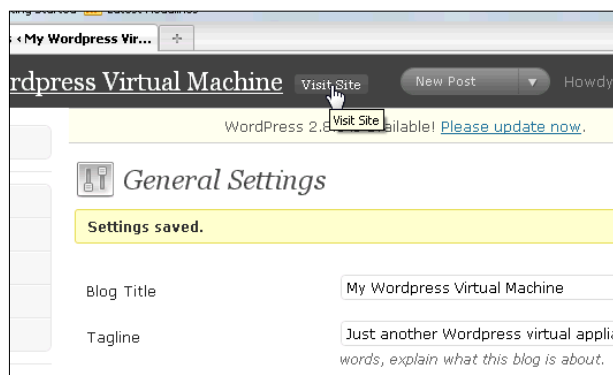 ‹ My Wordpress Vir...
rdpress Virtual Machine Visit Site New Post Howdy
Visit Site
WordPress 2.8 available! Please update now.
General Settings
Settings saved.
Blog Title My Wordpress Virtual Machine
Tagline Just another Wordpress virtual appli
words, explain what this blog is about.